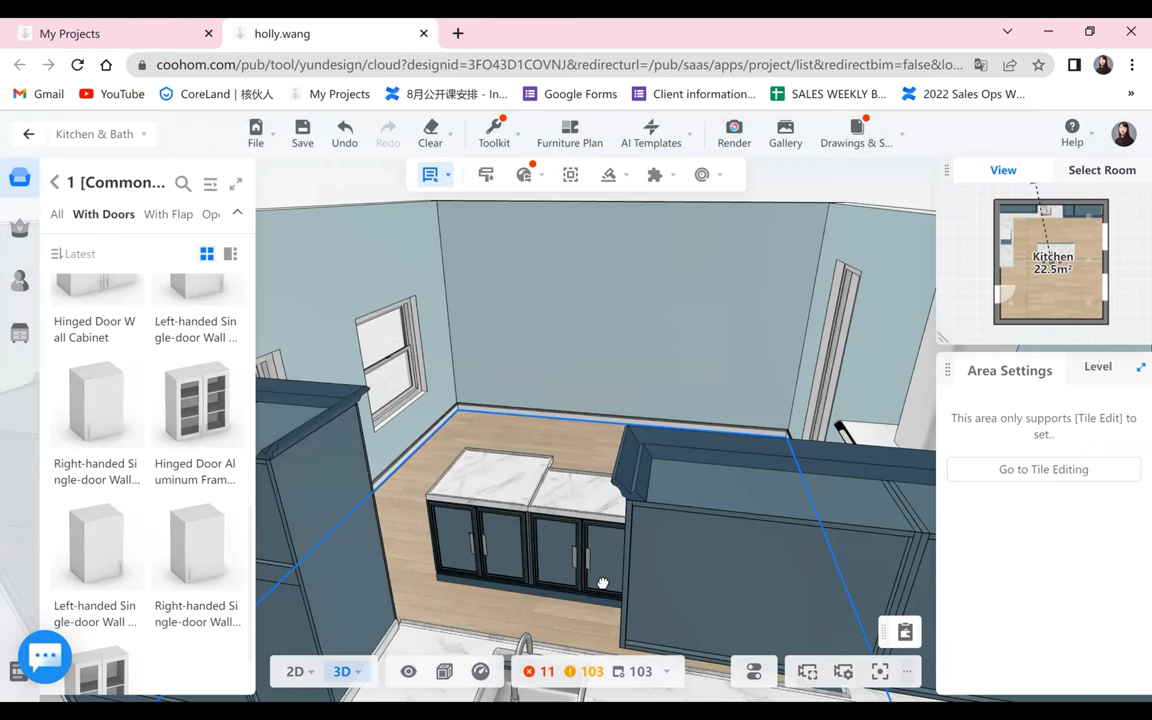 My Projects
holly.wang
coohom.com/pub/tool/yundesign/cloud?designid=3FO43D1COVNJ&redirecturl=/pub/saas/apps/project/list&redirectbim=false&lo...
Gmail
YouTube
CoreLand | 核伙人
My Projects
8月公开课安排 - In...
Google Forms
Client information...
SALES WEEKLY B...
2022 Sales Ops W...
»
Kitchen & Bath
File
Save
Undo
Redo
Clear
Toolkit
Furniture Plan
AI Templates
Render
Gallery
Drawings & S...
Help
1 [Common...
All
With Doors
With Flap
Op
Latest
Hinged Door W
all Cabinet
Left-handed Sin
gle-door Wall ...
Right-handed Si
ngle-door Wall...
Hinged Door Al
uminum Fram...
Left-handed Sin
gle-door Wall ...
Right-handed Si
ngle-door Wall...
View
Select Room
Kitchen
22.5m²
Area Settings
Level
This area only supports [Tile Edit] to
set..
Go to Tile Editing
2D
3D
11
103
103